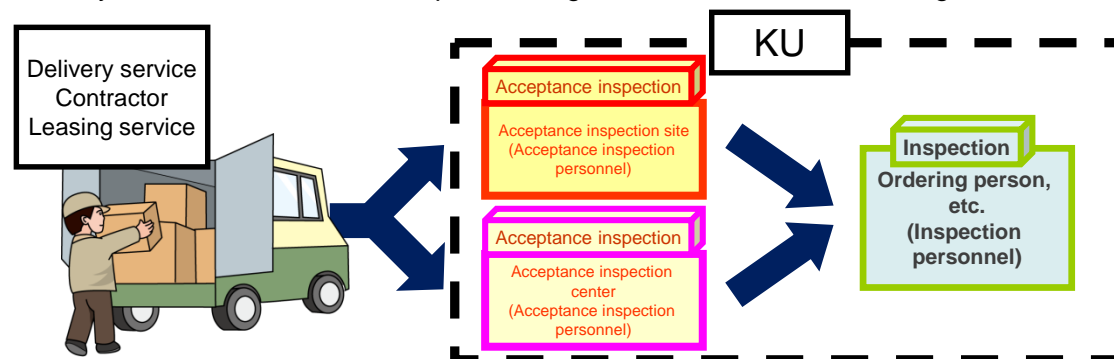 Delivery service
Contractor
Leasing service
KU
Acceptance inspection
Acceptance inspection site
(Acceptance inspection
personnel)
Acceptance inspection
Acceptance inspection
center
(Acceptance inspection
personnel)
Inspection
Ordering person,
etc.
(Inspection
personnel)